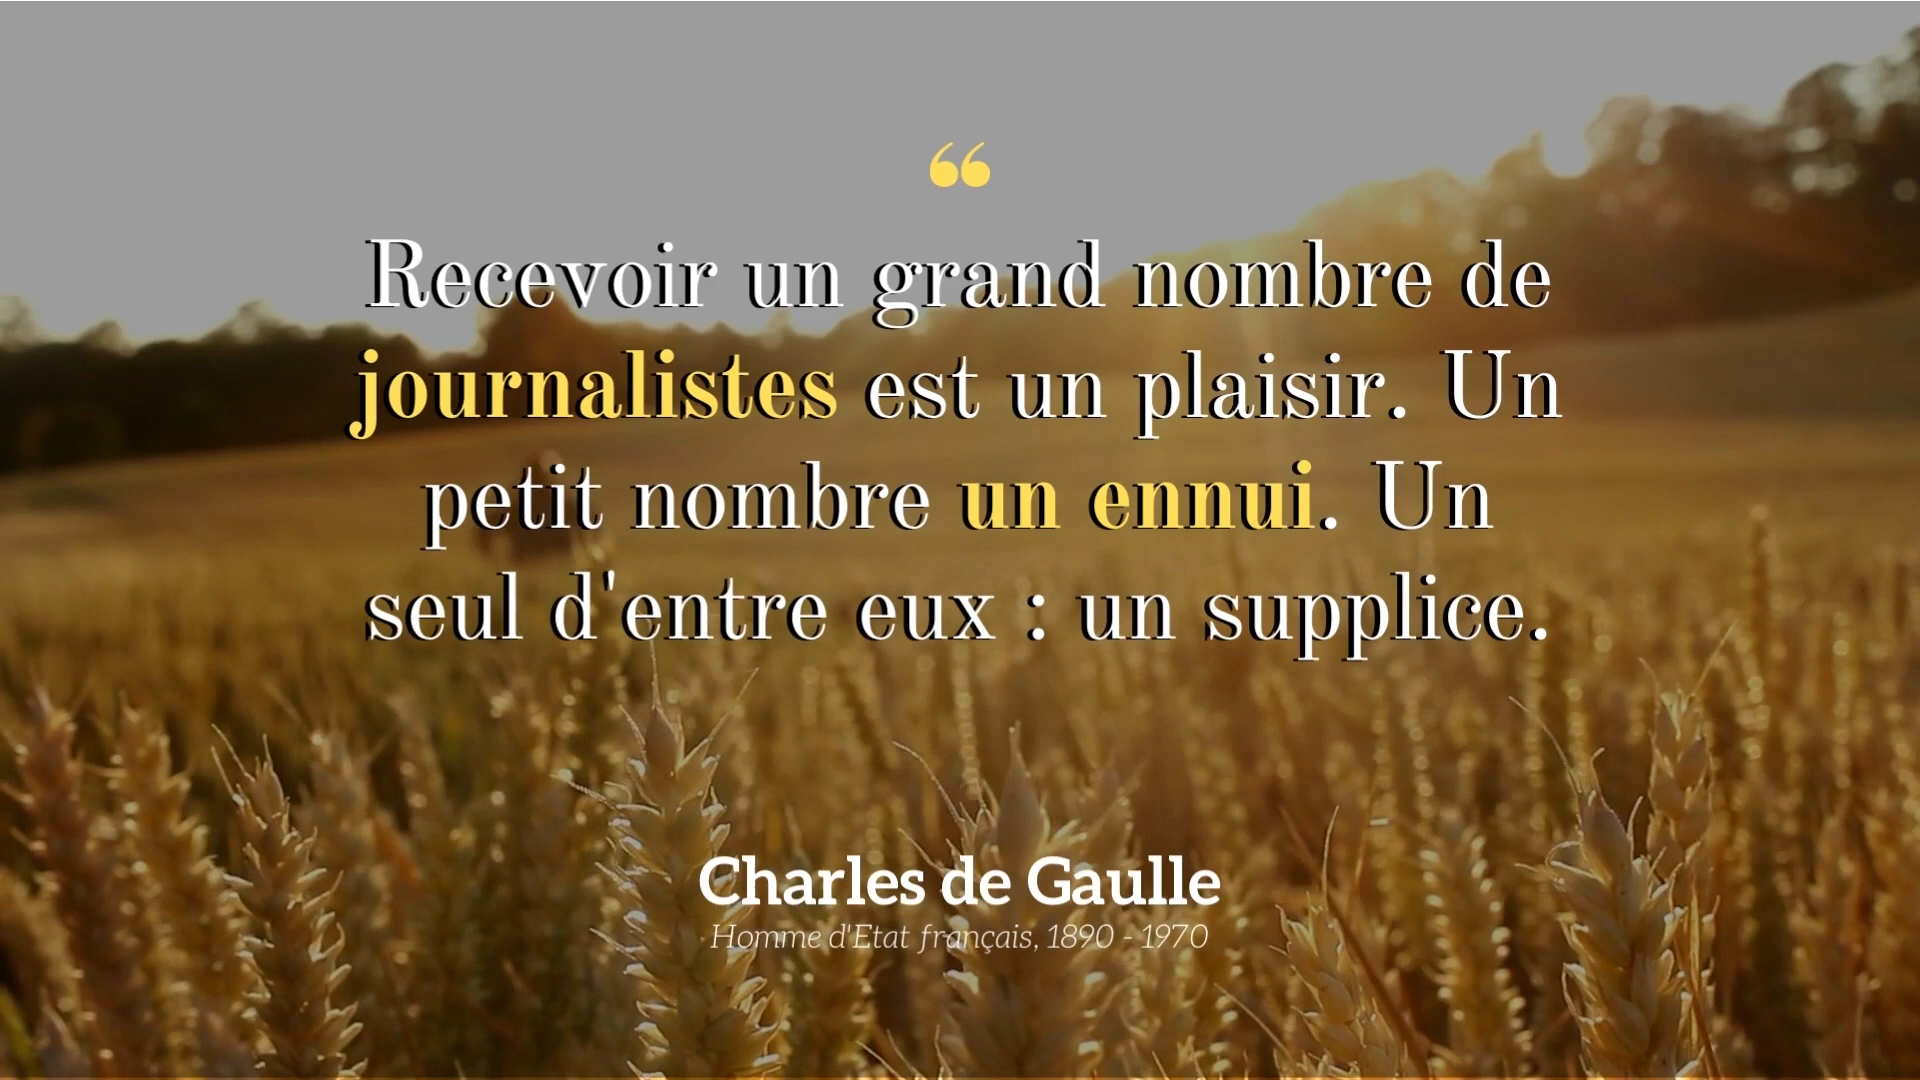 “
Recevoir un grand nombre de
journalistes est un plaisir. Un
petit nombre un ennui. Un
seul d'entre eux : un supplice.
Charles de Gaulle
Homme d'Etat français, 1890 - 1970